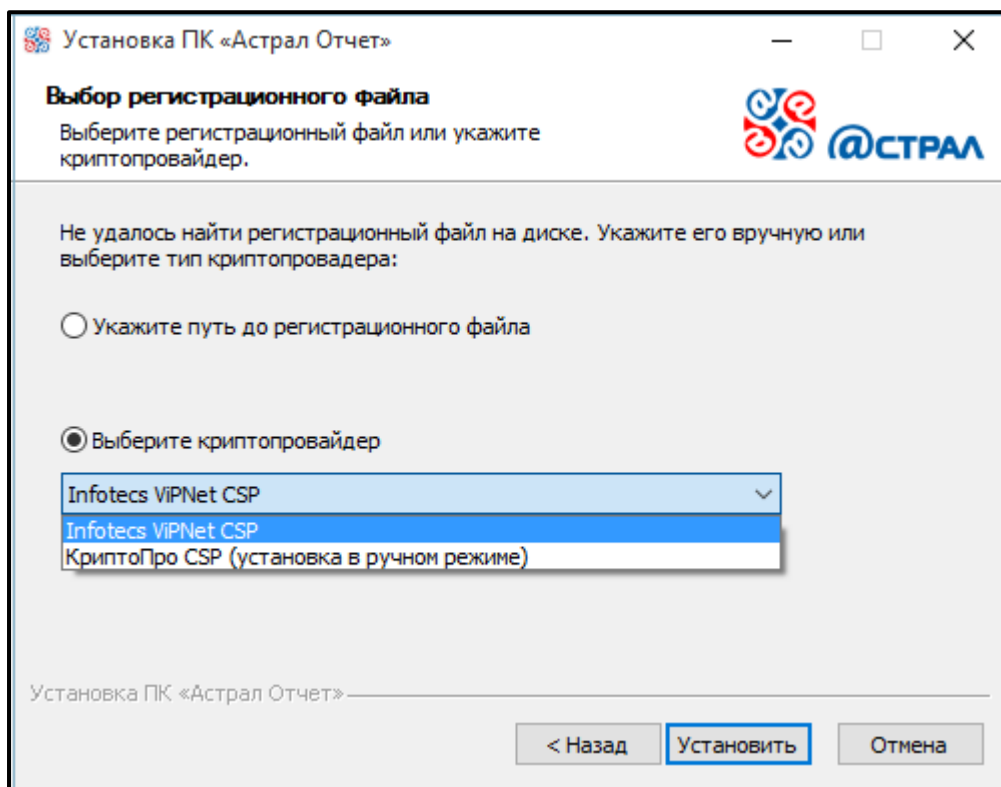 Установка ПК «Астрал Отчет»
Выбор регистрационного файла
Выберите регистрационный файл или укажите
криптопровайдер.
@СТРАЛ
Не удалось найти регистрационный файл на диске. Укажите его вручную или
выберите тип криптопровадера:
Укажите путь до регистрационного файла
Выберите криптопровайдер
Infotecs ViPNet CSP
Infotecs ViPNet CSP
КриптоПро CSP (установка в ручном режиме)
Установка ПК «Астрал Отчет»
< Назад
Установить
Отмена